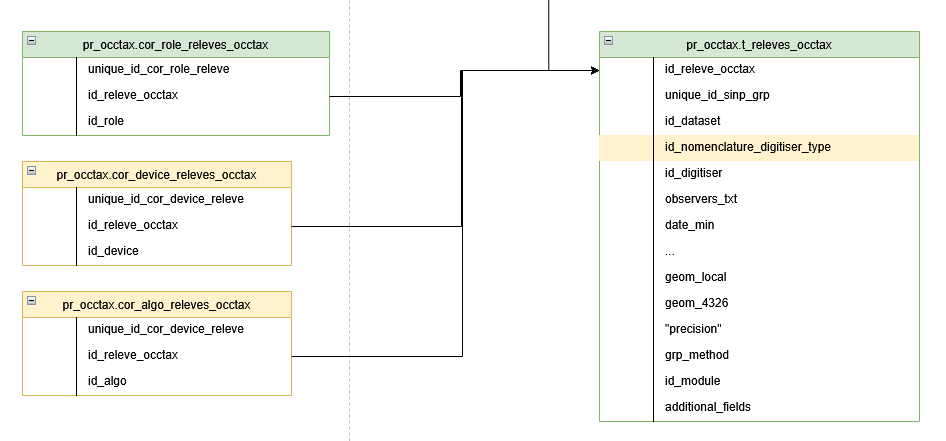 pr_occtax.cor_role_releves_occtax
unique_id_cor_role_releve
id_releve_occtax
id_role
pr_occtax.cor_device_releves_occtax
unique_id_cor_device_releve
id_releve_occtax
id_device
pr_occtax.cor_algo_releves_occtax
unique_id_cor_device_releve
id_releve_occtax
id_algo
pr_occtax.t_releves_occtax
id_releve_occtax
unique_id_sinp_grp
id_dataset
id_nomenclature_digitiser_type
id_digitiser
observers_txt
date_min
...
geom_local
geom_4326
"precision"
grp_method
id_module
additional_fields